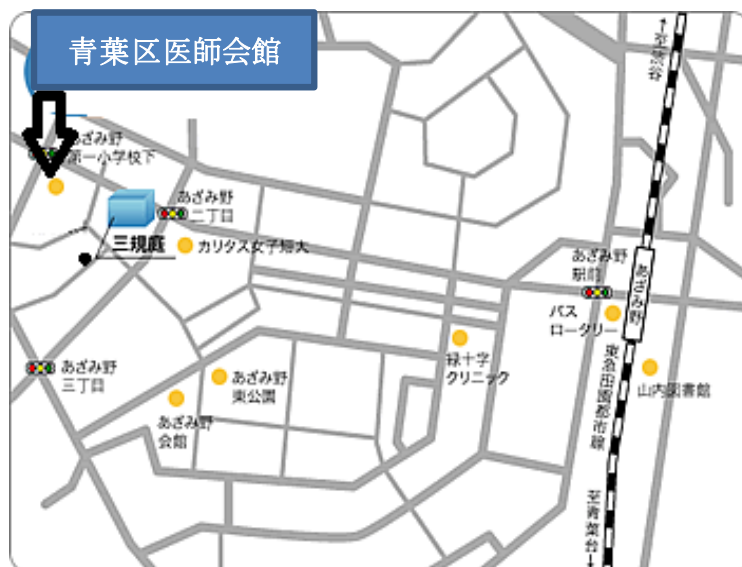 青葉区医師会館
←至渋谷
あざみ野
第一小学校下
あざみ野
二丁目
三規庭
カリタス女子短大
あざみ野
駅前
あざみ野
バス
ロータリー
東急田園都市線
山内図書館
緑十字
クリニック
あざみ野
三丁目
あざみ野
東公園
あざみ野
会館
至青葉台→